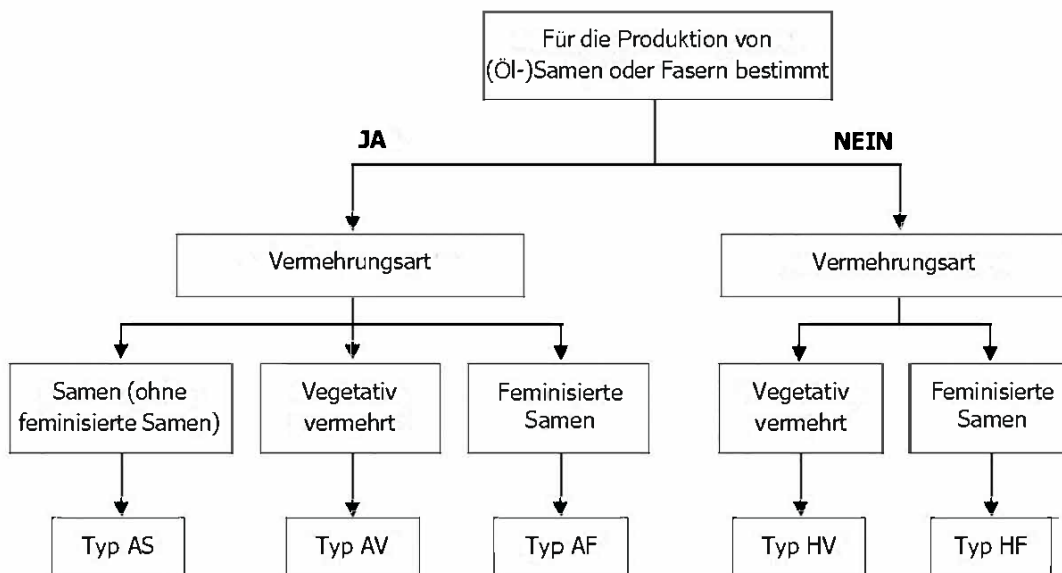 Für die Produktion von
(Öl-)Samen oder Fasern bestimmt
JA
NEIN
Vermehrungsart
Vermehrungsart
Samen (ohne
feminisierte Samen)
Vegetativ
vermehrt
Feminisierte
Samen
Vegetativ
vermehrt
Feminisierte
Samen
Typ AS
Typ AV
Typ AF
Typ HV
Typ HF